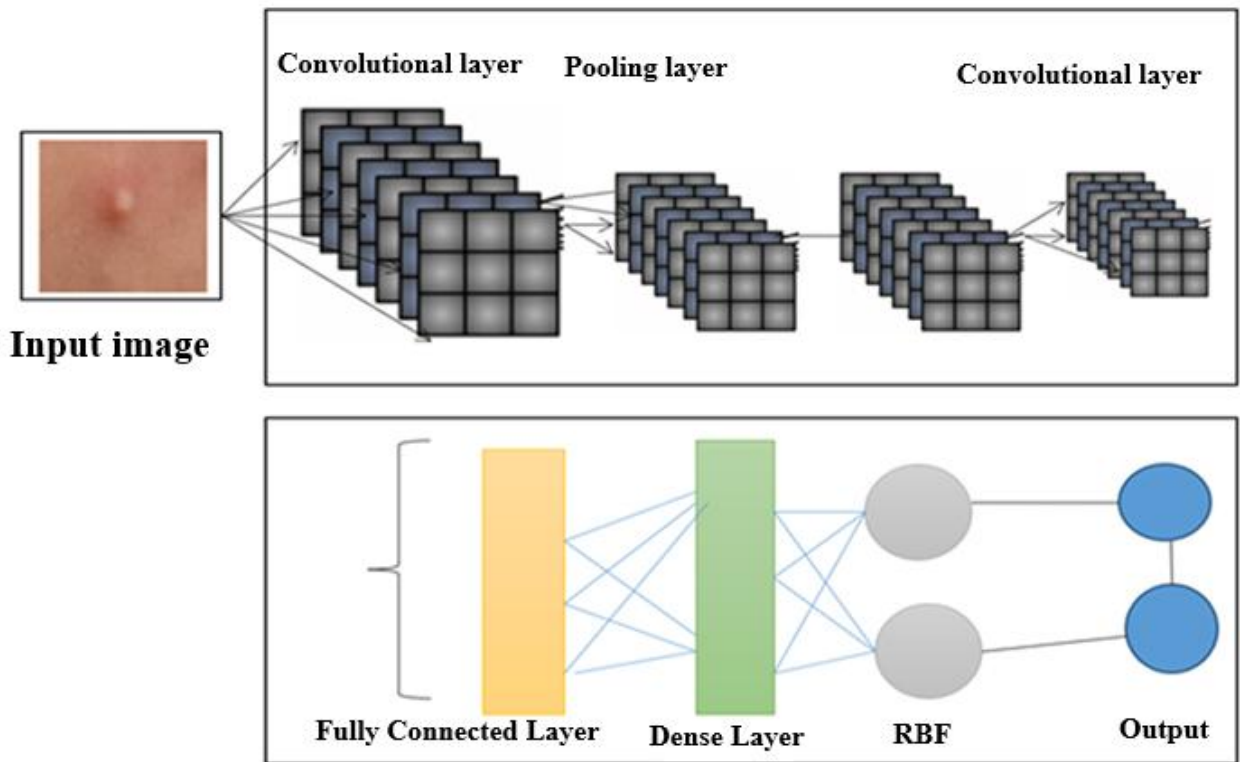 Convolutional layer
Pooling layer
Convolutional layer
Input image
Fully Connected Layer
Dense Layer
RBF
Output